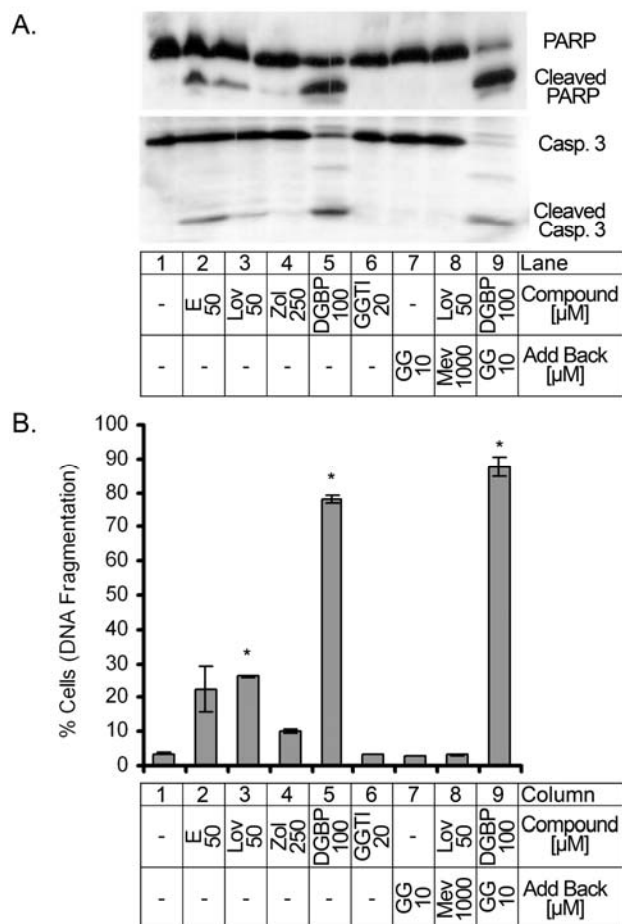 A.
PARP
Cleaved
PARP
Casp. 3
Cleaved
Casp. 3
1 2 3 4 5 6 7 8 9 Lane
- E 50 Lov 50 Zol 250 DGBP 100 GGTI 20 - Lov 50 DGBP 100 Compound [µM]
- - - - - - GG 10 Mev 1000 GG 10 Add Back [µM]
B.
% Cells (DNA Fragmentation)
100
90
80
70
60
50
40
30
20
10
0
* * *
1 2 3 4 5 6 7 8 9 Column
- E 50 Lov 50 Zol 250 DGBP 100 GGTI 20 - Lov 50 DGBP 100 Compound [µM]
- - - - - - GG 10 Mev 1000 GG 10 Add Back [µM]